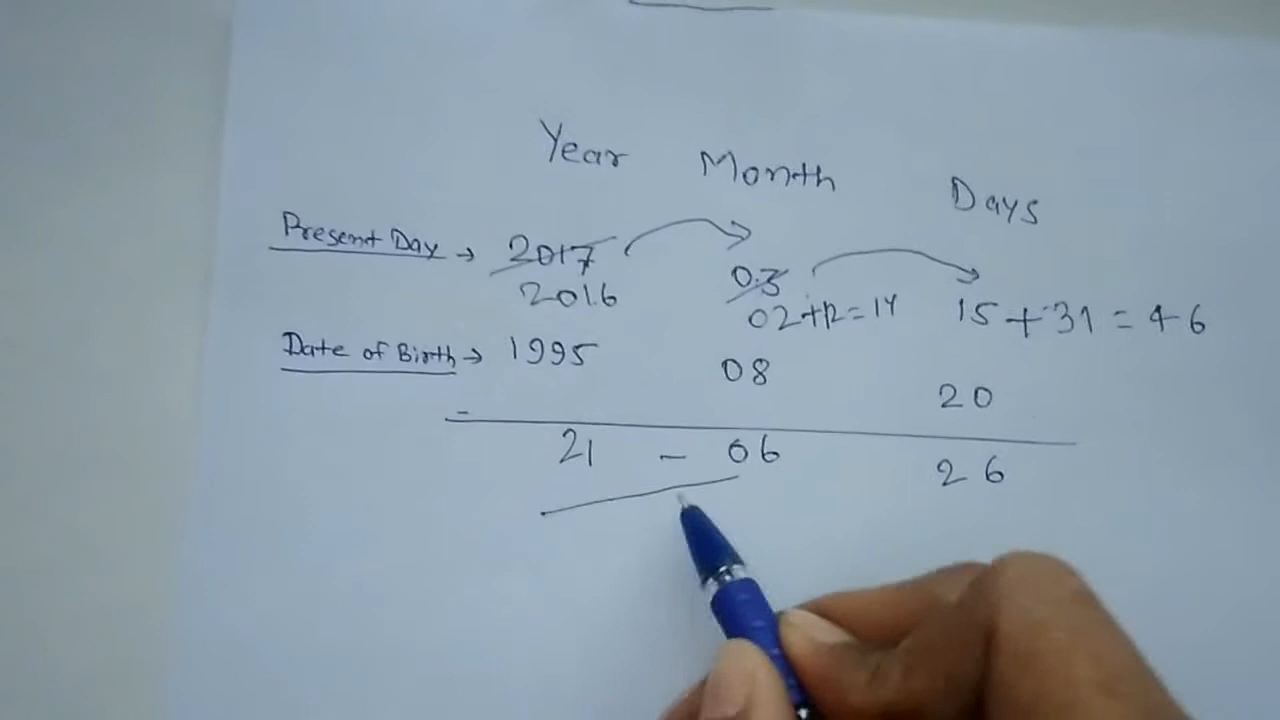 Year Month Days
Present Day → 2017 03
2016 02+12=14 15+31=46
Date of Birth → 1995 08 20
-
21 - 06 26